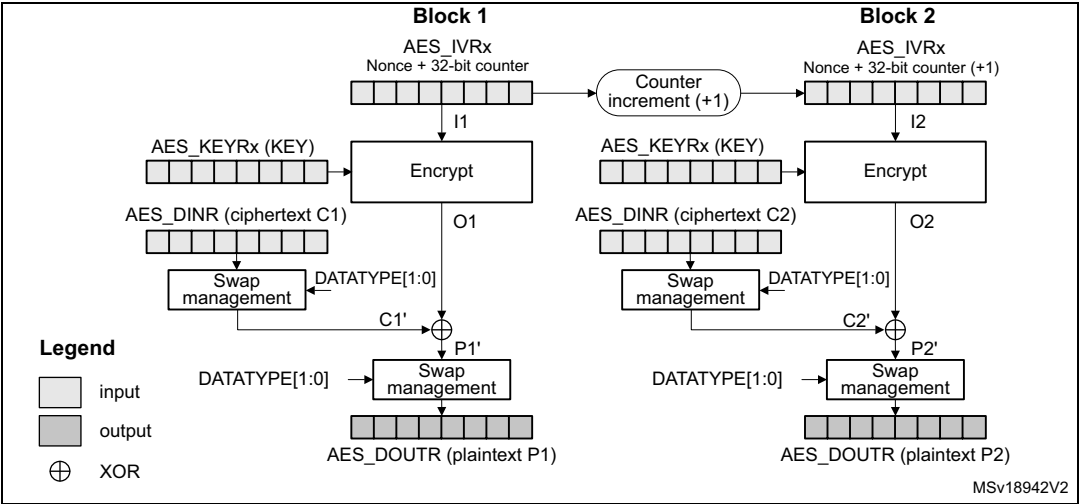 Block 1
Block 2
AES_IVRx
Nonce + 32-bit counter
AES_IVRx
Nonce + 32-bit counter (+1)
Counter
increment (+1)
I1
I2
AES_KEYRx (KEY)
Encrypt
AES_KEYRx (KEY)
Encrypt
AES_DINR (ciphertext C1)
O1
AES_DINR (ciphertext C2)
O2
Swap
management
DATATYPE[1:0]
Swap
management
DATATYPE[1:0]
C1'
C2'
P1'
P2'
Legend
input
output
XOR
DATATYPE[1:0]
Swap
management
DATATYPE[1:0]
Swap
management
AES_DOUTR (plaintext P1)
AES_DOUTR (plaintext P2)
MSv18942V2